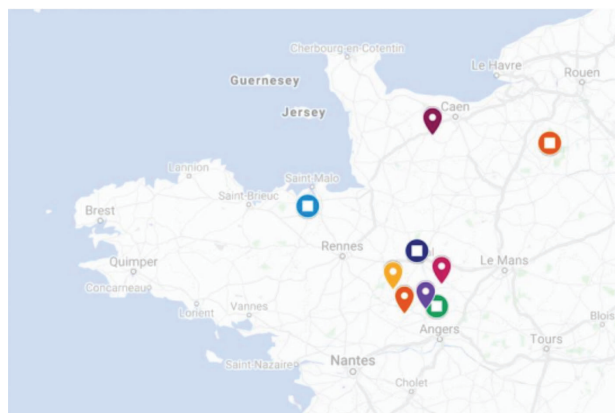 Cherbourg-en-Cotentin
Le Havre
Rouen
Guernesey
Caen
Jersey
Lannion
Saint-Malo
Saint-Brieuc
Brest
Rennes
Le Mans
Quimper
Concarneau
Lorient
Vannes
Angers
Blois
Tours
Saint-Nazaire
Nantes
Cholet